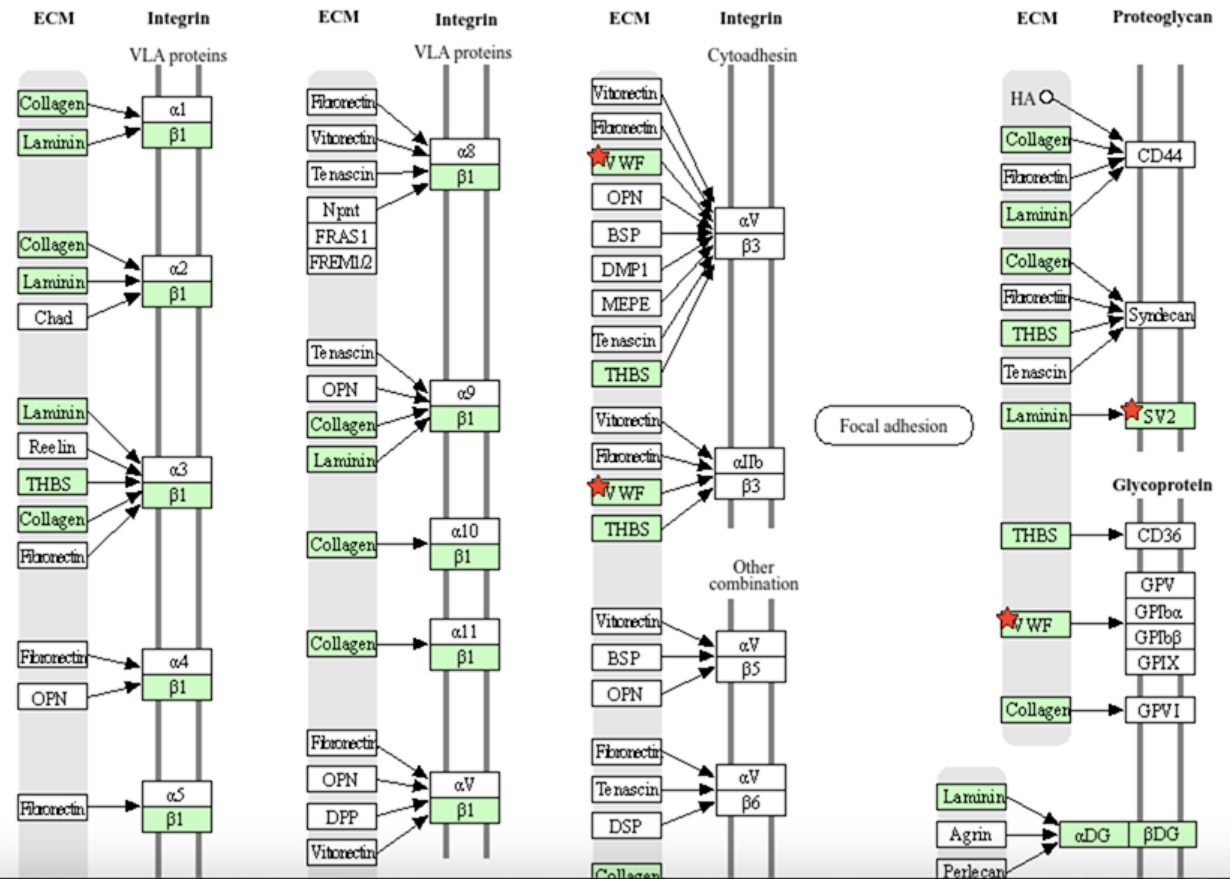 ECM
Integrin
VLA proteins
Collagen
Laminin
α1
β1
Collagen
Laminin
Chad
α2
β1
Laminin
Reelin
THBS
Collagen
Fibronectin
α3
β1
Fibronectin
OPN
α4
β1
Fibronectin
α5
β1
ECM
Integrin
VLA proteins
Fibronectin
Vitronectin
Tenascin
Npnt
FRAS1
FREM1/2
α8
β1
Tenascin
OPN
Collagen
Laminin
α9
β1
Collagen
α10
β1
Collagen
α11
β1
Fibronectin
OPN
DPP
Vitronectin
αV
β1
ECM
Integrin
Cytoadhesin
Vitronectin
Fibronectin
VWF
OPN
BSP
DMP1
MEPE
Tenascin
THBS
αV
β3
Vitronectin
Fibronectin
VWF
THBS
αIIb
β3
Other
combination
Vitronectin
BSP
OPN
αV
β5
Fibronectin
Tenascin
DSP
αV
β6
Collagen
Focal adhesion
ECM
Proteoglycan
HA
Collagen
Fibronectin
Laminin
CD44
Collagen
Fibronectiin
THBS
Tenascin
Syndecan
Laminin
SV2
Glycoprotein
THBS
CD36
VWF
GPV
GPIbα
GPIbβ
GPIX
Collagen
GPVI
Laminin
Agrin
Perlecan
αDG
βDG